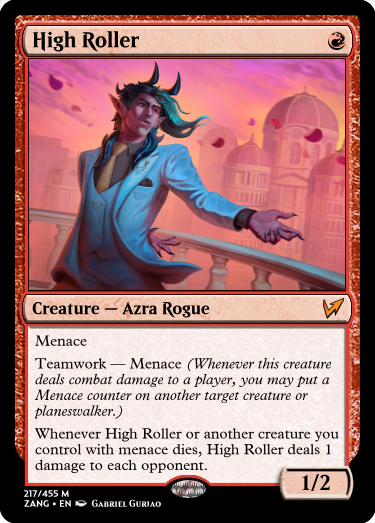 High Roller
Creature — Azra Rogue
Menace
Teamwork — Menace (Whenever this creature
deals combat damage to a player, you may put a
Menace counter on another target creature or
planeswalker.)
Whenever High Roller or another creature you
control with menace dies, High Roller deals 1
damage to each opponent.
1/2
217/455 M
ZANG • EN Gabriel Gurjao